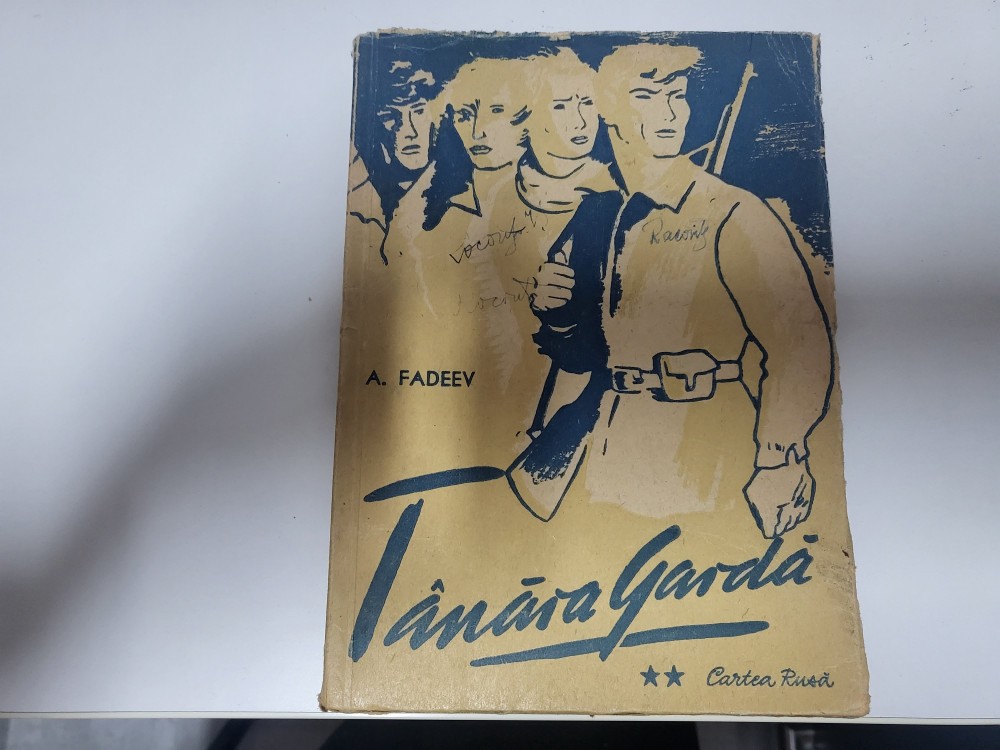 A. FADEEV
Tânăra Gardă
★★ Cartea Rusă